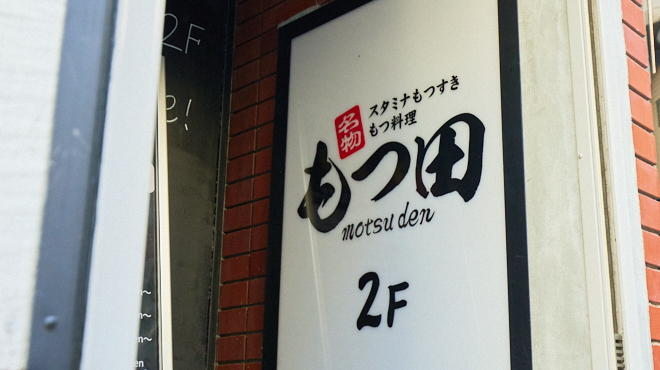 2F
!
名物
スタミナもつすき
もつ料理
もつ田
motsu den
2F